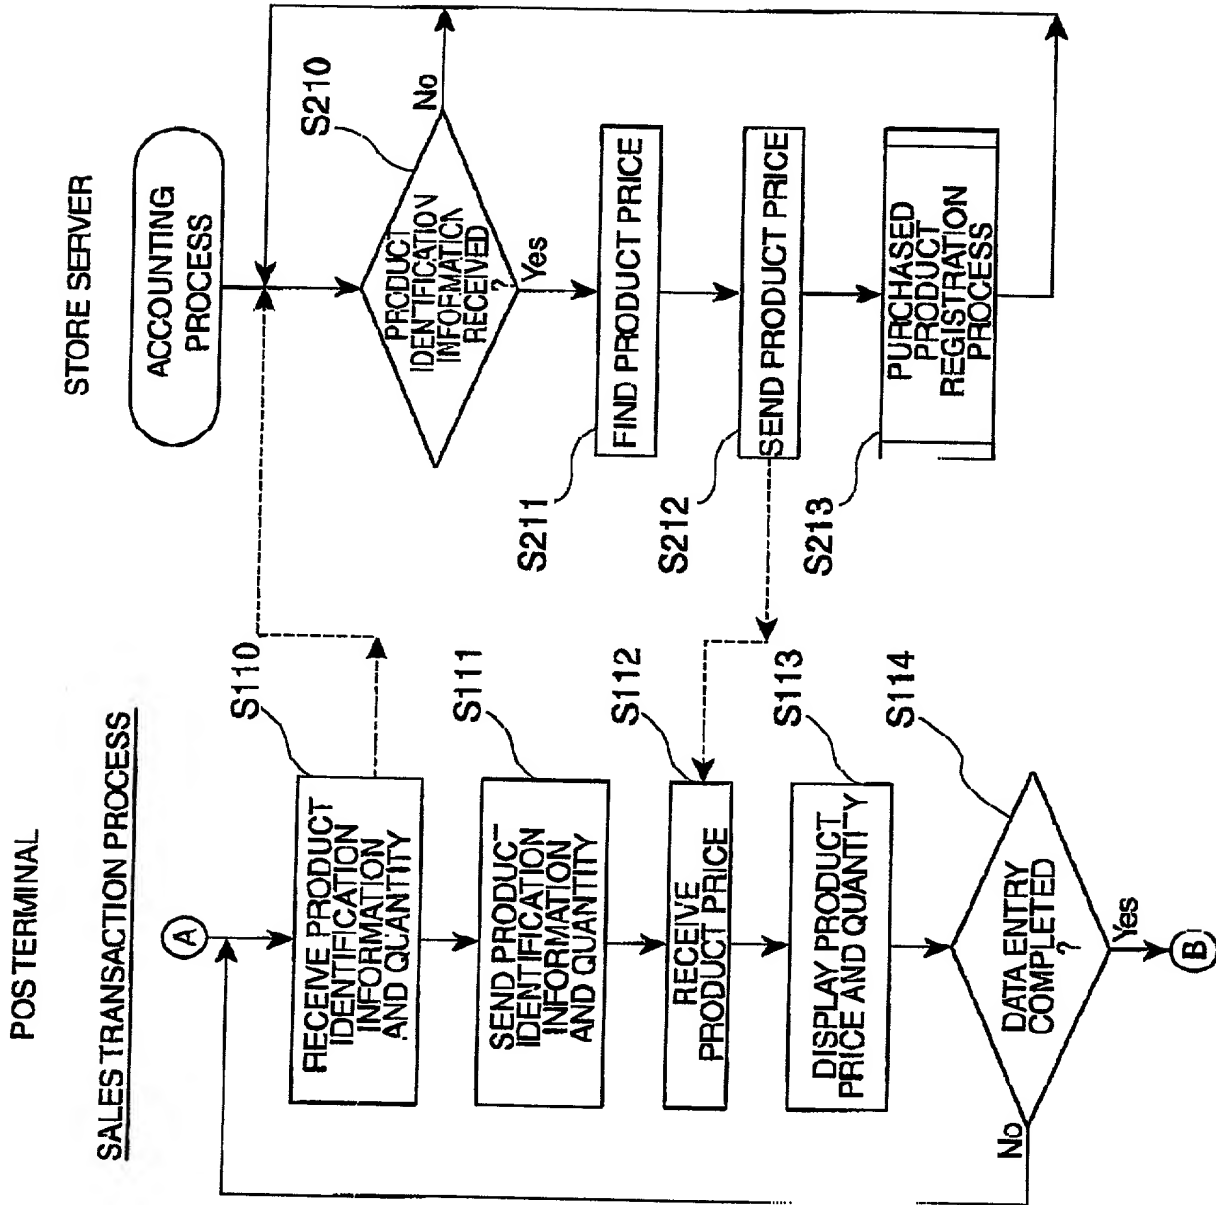 POS TERMINAL
SALES TRANSACTION PROCESS
A
S110
RECEIVE PRODUCT
IDENTIFICATION
INFORMATION
AND QUANTITY
S111
SEND PRODUCT
IDENTIFICATION
INFORMATION
AND QUANTITY
S112
RECEIVE
PRODUCT PRICE
S113
DISPLAY PRODUCT
PRICE AND QUANTITY
S114
DATA ENTRY
COMPLETED
?
No
Yes
B
STORE SERVER
ACCOUNTING
PROCESS
S210
PRODUCT
IDENTIFICATION
INFORMATION
RECEIVED
?
No
Yes
S211
FIND PRODUCT PRICE
S212
SEND PRODUCT PRICE
S213
PURCHASED
PRODUCT
REGISTRATION
PROCESS